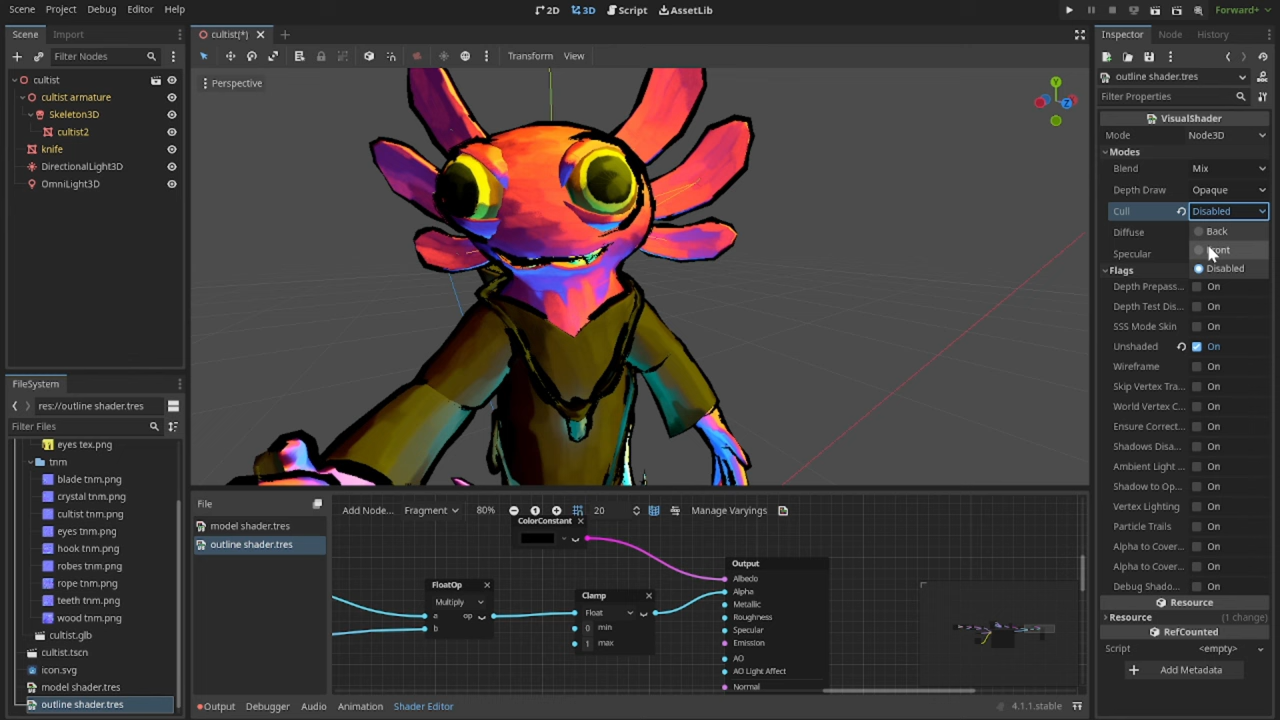 Scene Project Debug Editor Help
2D 3D Script AssetLib
Forward+
Scene Import
Filter Nodes
cultist
cultist armature
Skeleton3D
cultist2
knife
DirectionalLight3D
OmniLight3D
FileSystem
res://outline shader.tres
Filter Files
eyes tex.png
tnm
blade tnm.png
crystal tnm.png
cultist tnm.png
eyes tnm.png
hook tnm.png
robes tnm.png
rope tnm.png
teeth tnm.png
wood tnm.png
cultist.glb
cultist.tscn
icon.svg
model shader.tres
outline shader.tres
cultist(*)
Transform View
Perspective
Y
Z
File
model shader.tres
outline shader.tres
Add Node... Fragment 80% 20 Manage Varyings
ColorConstant
FloatOp
Multiply
a op
b
Clamp
Float
0 min
1 max
Output
Albedo
Alpha
Metallic
Roughness
Specular
Emission
AO
AO Light Affect
Normal
Output Debugger Audio Animation Shader Editor
4.1.1.stable
Inspector Node History
outline shader.tres
Filter Properties
VisualShader
Mode Node3D
Modes
Blend Mix
Depth Draw Opaque
Cull Disabled
Diffuse Back
Specular
Disabled
Flags
Depth Prepass... On
Depth Test Dis... On
SSS Mode Skin On
Unshaded On
Wireframe On
Skip Vertex Tra... On
World Vertex C... On
Ensure Correct... On
Shadows Disa... On
Ambient Light ... On
Shadow to Op... On
Vertex Lighting On
Particle Trails On
Alpha to Cover... On
Alpha to Cover... On
Debug Shado... On
Resource
Resource (1 change)
RefCounted
Script <empty>
Add Metadata